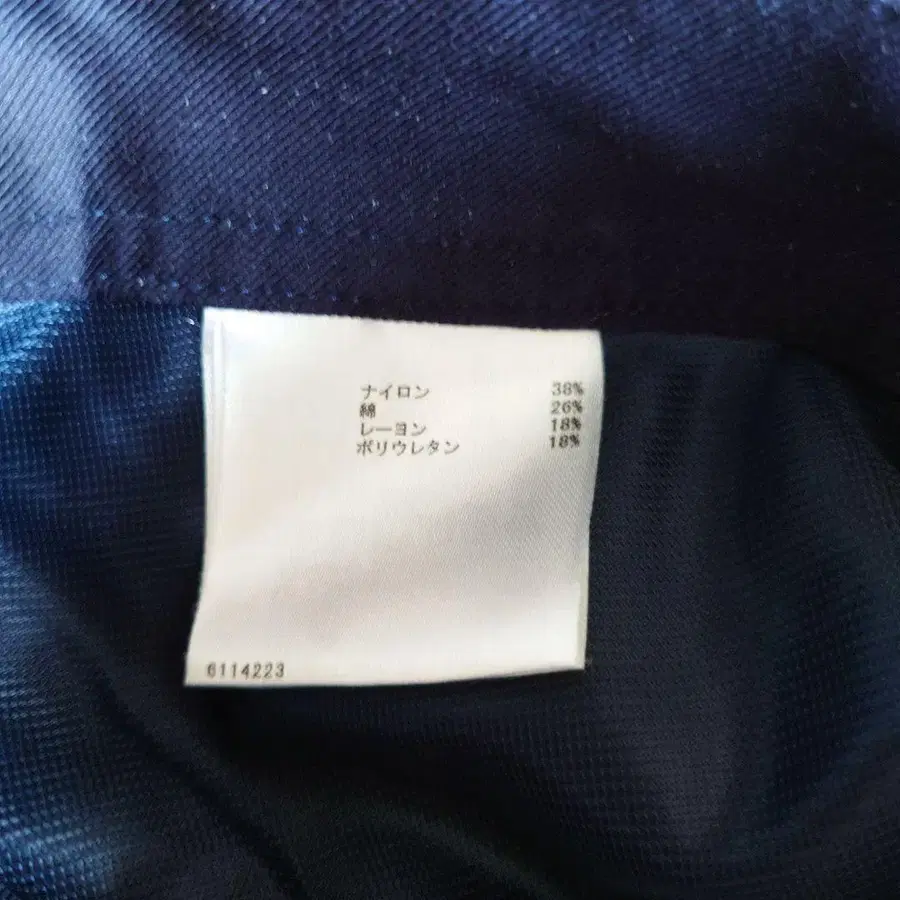 ナイロン 38%
綿 26%
レーヨン 18%
ポリウレタン 18%
6114223